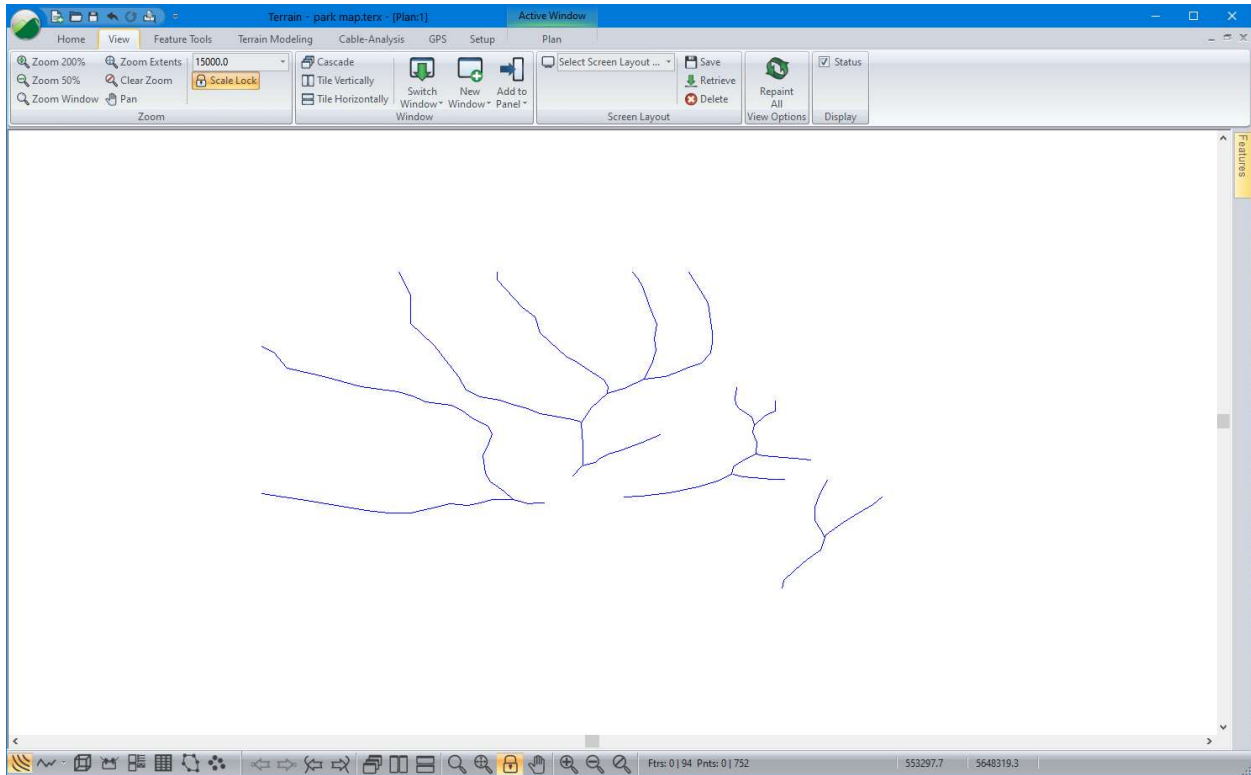 Terrain - park map.terx - [Plan:1]
Active Window
Home View Feature Tools Terrain Modeling Cable-Analysis GPS Setup Plan
Zoom 200% Zoom Extents 15000.0
Zoom 50% Clear Zoom Scale Lock
Zoom Window Pan
Zoom
Cascade
Tile Vertically
Tile Horizontally
Switch
Window
New
Window
Add to
Panel
Window
Select Screen Layout ...
Save
Retrieve
Delete
Screen Layout
Repaint
All
View Options
Status
Display
Features
Ftrs: 0 | 94 Pnts: 0 | 752
553297.7
5648319.3